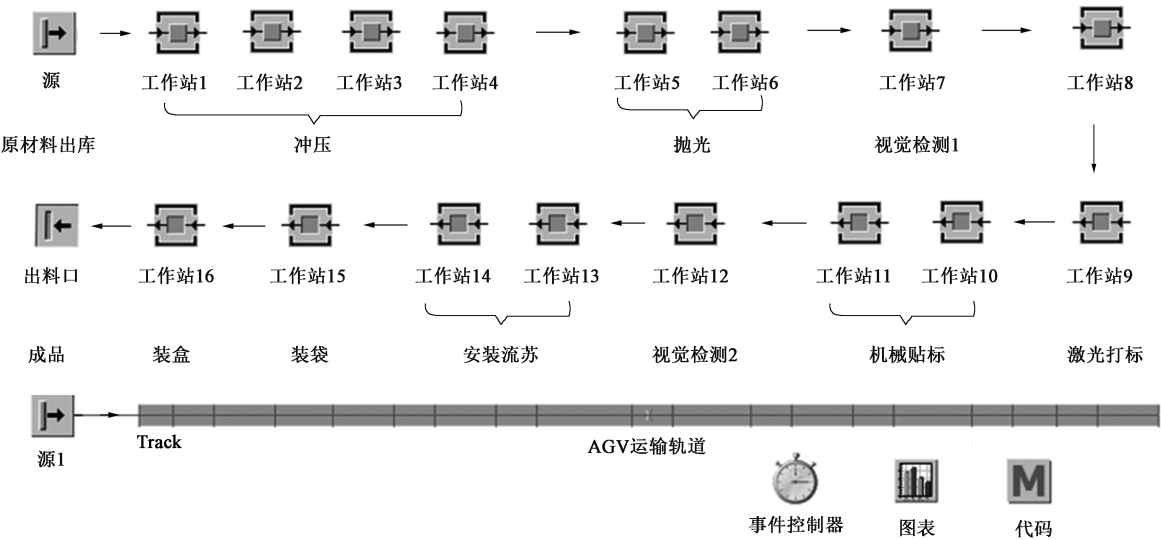 源 工作站1 工作站2 工作站3 工作站4 工作站5 工作站6 工作站7 工作站8
原材料出库 冲压 抛光 视觉检测1
出料口 工作站16 工作站15 工作站14 工作站13 工作站12 工作站11 工作站10 工作站9
成品 装盒 装袋 安装流苏 视觉检测2 机械贴标 激光打标
Track AGV运输轨道
源1
M
事件控制器 图表 代码